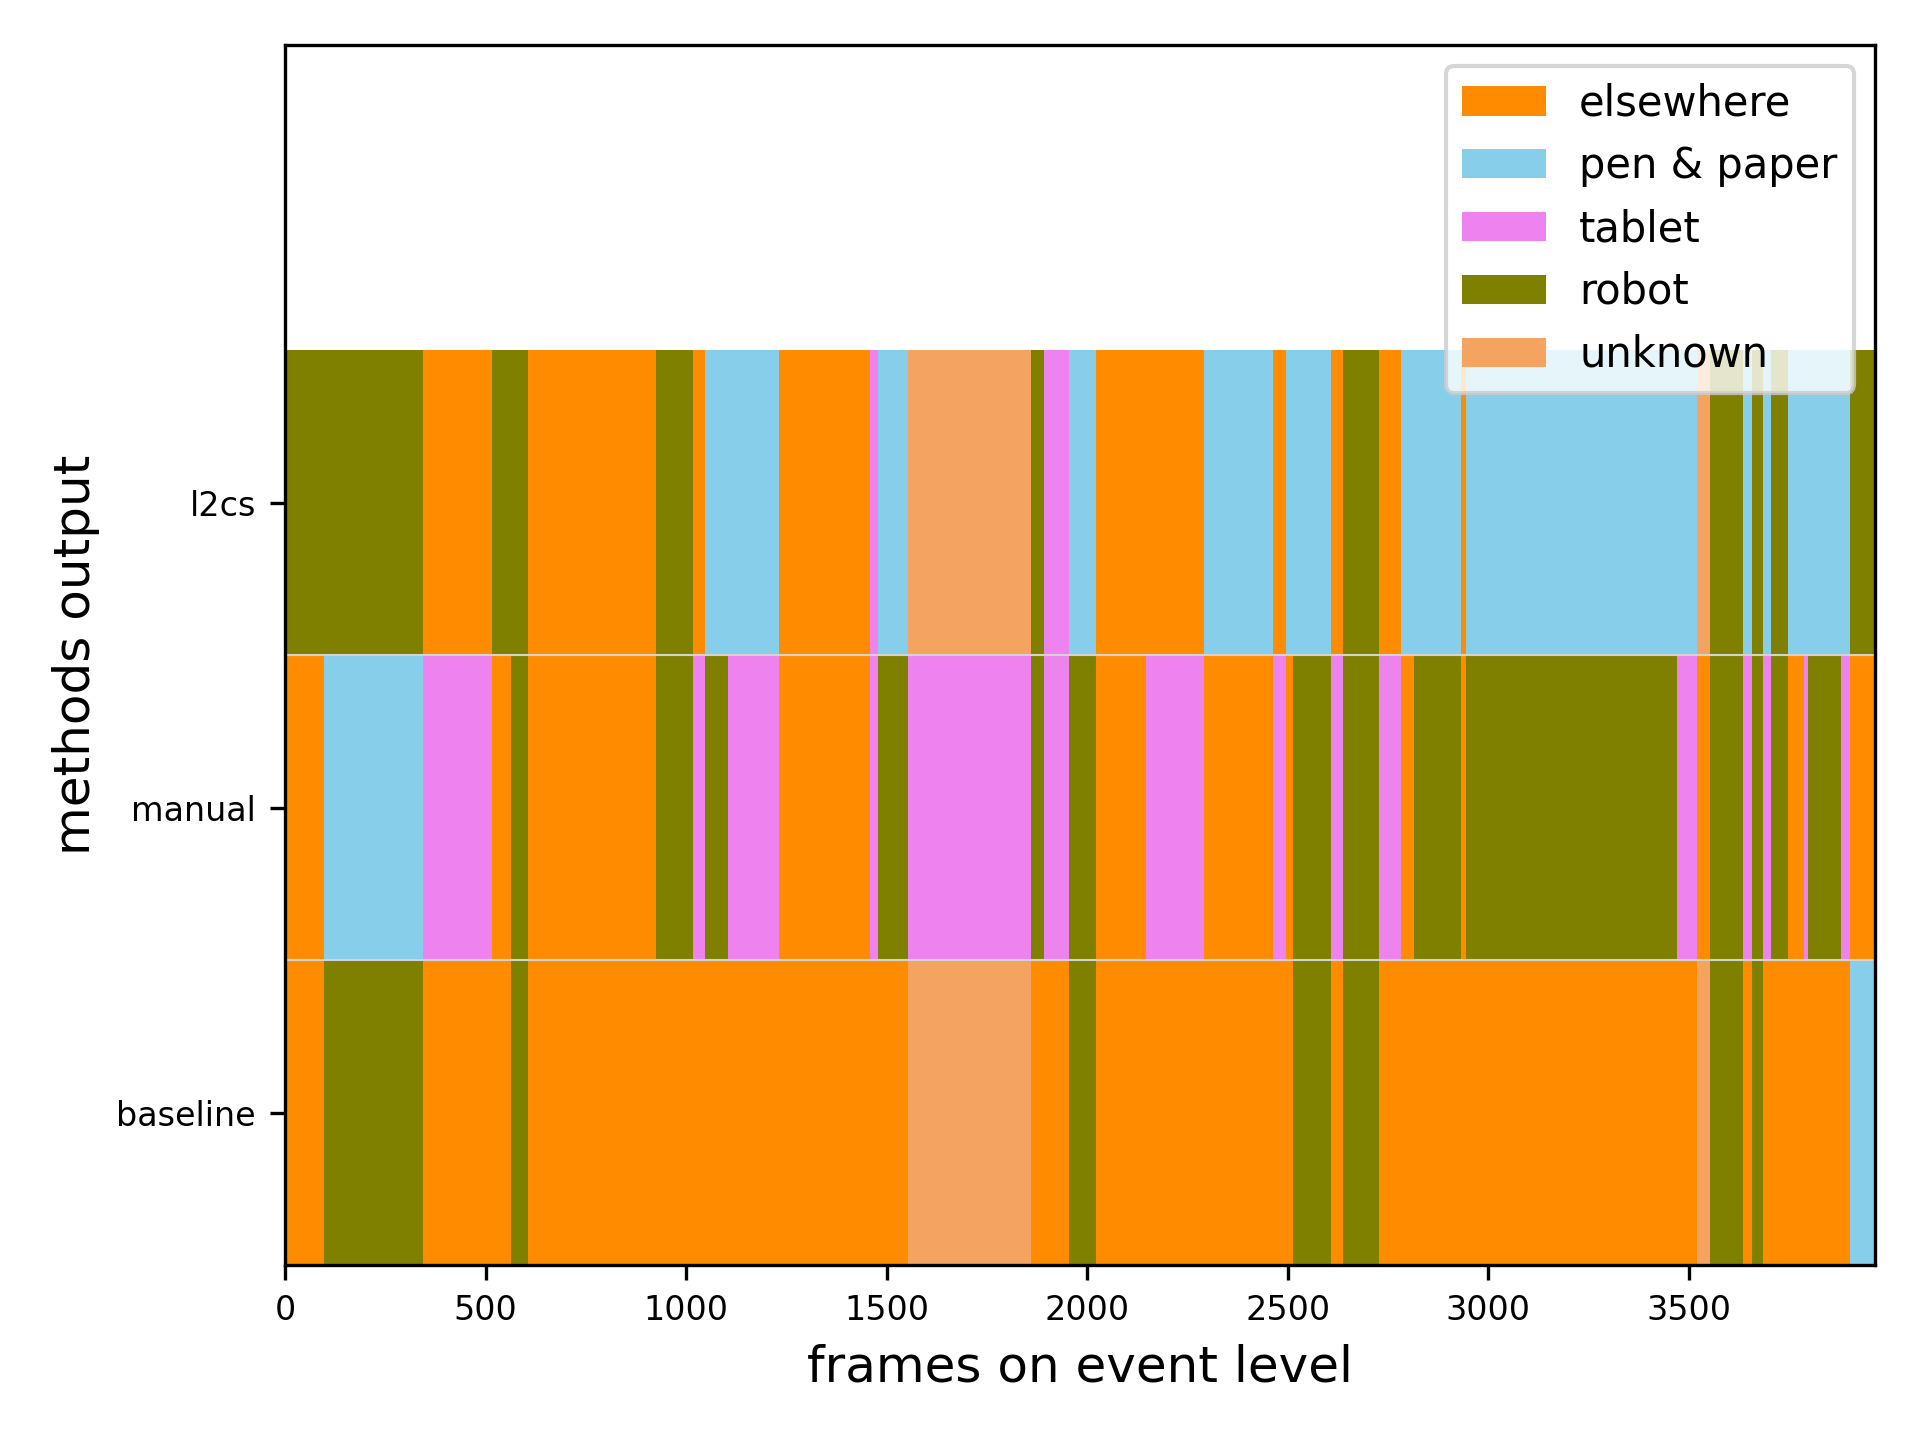 elsewhere
pen & paper
tablet
robot
unknown
methods output
l2cs
manual
baseline
0 500 1000 1500 2000 2500 3000 3500
frames on event level